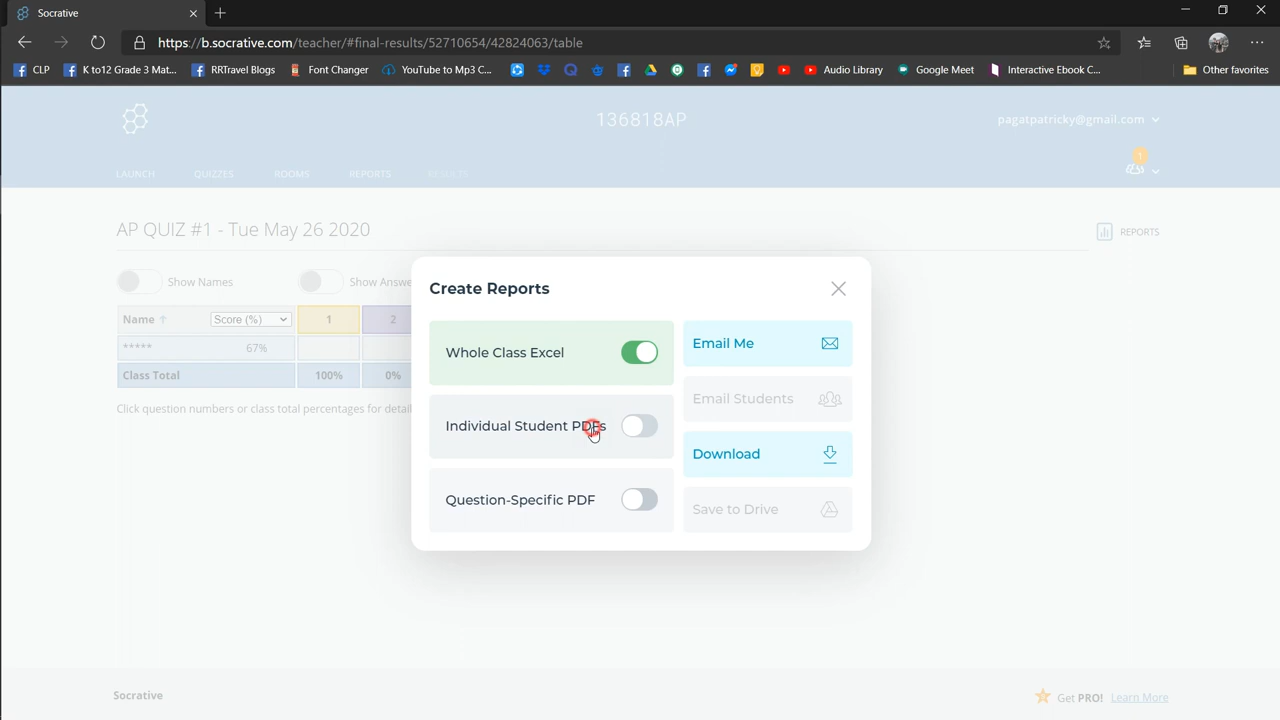 Socrative
https://b.socrative.com/teacher/#final-results/52710654/42824063/table
CLP
K to12 Grade 3 Mat...
RRTravel Blogs
Font Changer
YouTube to Mp3 C...
Audio Library
Google Meet
Interactive Ebook C...
Other favorites
136818AP
pagatpatricky@gmail.com
1
LAUNCH
QUIZZES
ROOMS
REPORTS
RESULTS
AP QUIZ #1 - Tue May 26 2020
REPORTS
Show Names
Show Answe
Name
Score (%)
1
2
*****
67%
Class Total
100%
0%
Click question numbers or class total percentages for detail
Create Reports
Whole Class Excel
Individual Student PDFs
Question-Specific PDF
Email Me
Email Students
Download
Save to Drive
Socrative
Get PRO! Learn More